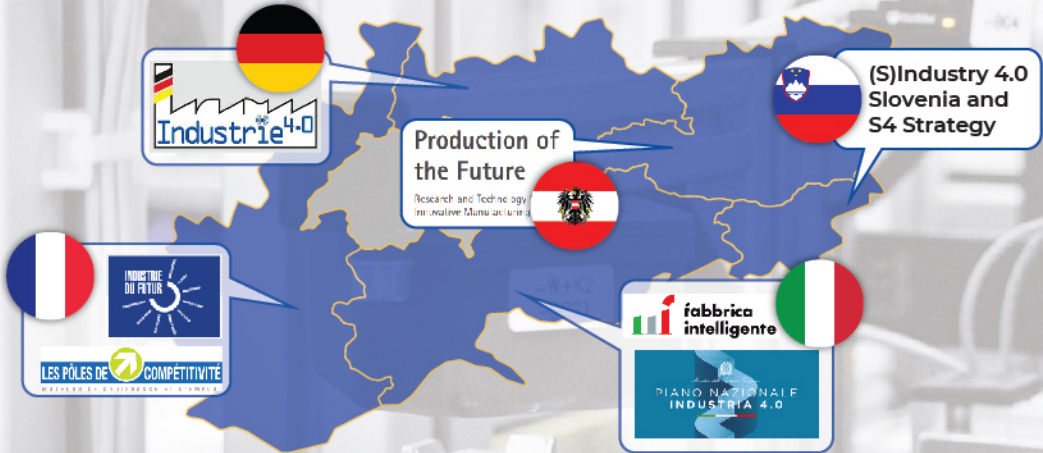 Industrie 4.0
Production of
the Future
Research and Technology
Innovative Manufacturing
(S)Industry 4.0
Slovenia and
S4 Strategy
INDUSTRIE
DU FUTUR
LES PÔLES DE COMPÉTITIVITÉ
fabbrica
intelligente
PIANO NAZIONALE
INDUSTRIA 4.0
=W+K2